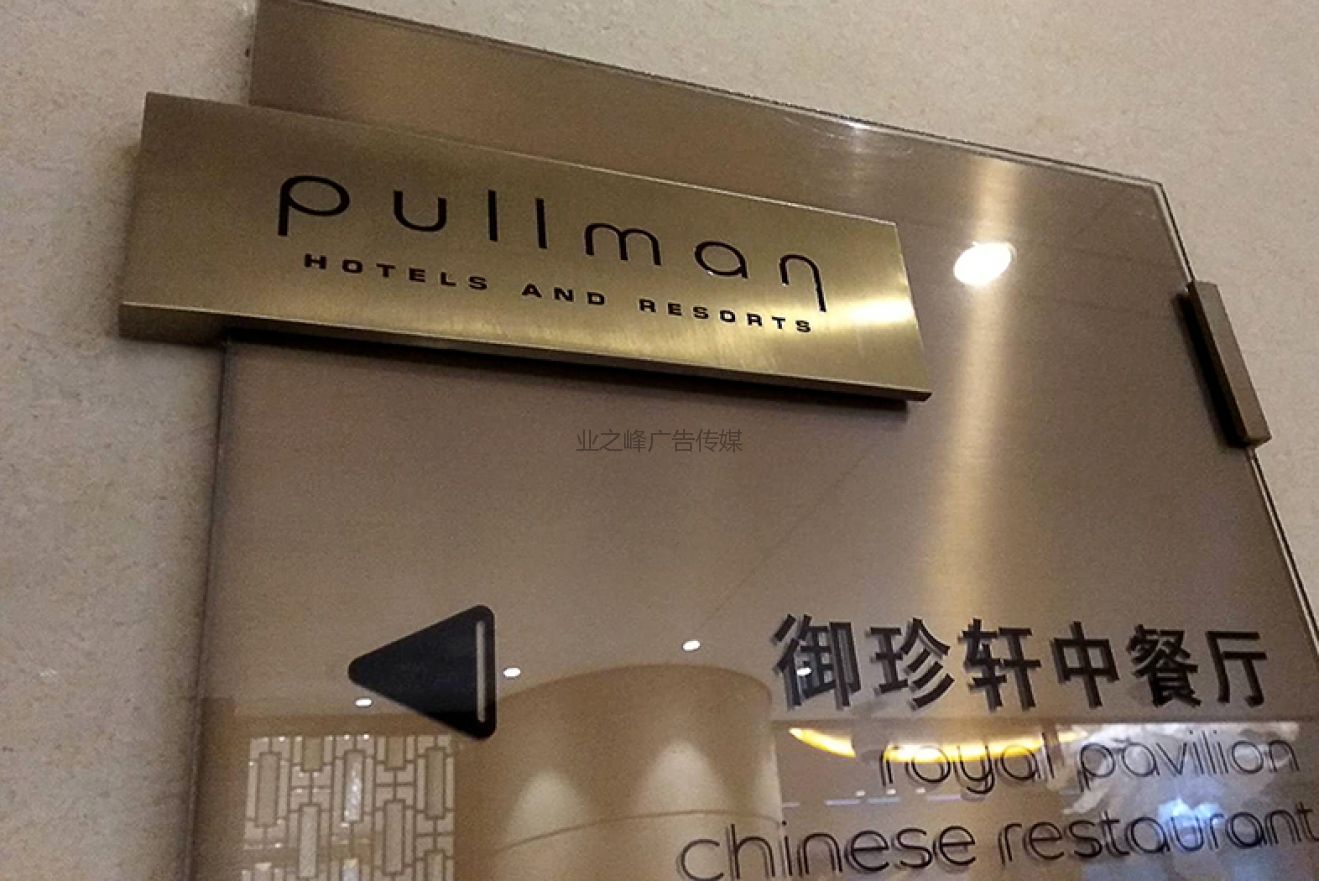 pullman
HOTELS AND RESORTS
业之峰广告传媒
御珍轩中餐厅
royal pavilion
chinese restaurant